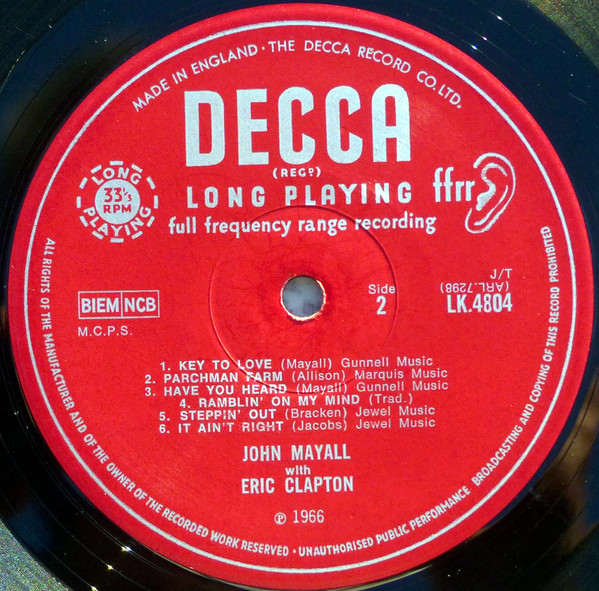 MADE IN ENGLAND · THE DECCA RECORD CO. LTD.
DECCA
(REGD)
LONG PLAYING
ffrr
full frequency range recording
LONG
33⅓
RPM
PLAYING
J/T
(ARL.7298)
LK.4804
Side
2
BIEM NCB
M.C.P.S.
1. KEY TO LOVE (Mayall) Gunnell Music
2. PARCHMAN FARM (Allison) Marquis Music
3. HAVE YOU HEARD (Mayall) Gunnell Music
4. RAMBLIN' ON MY MIND (Trad.)
5. STEPPIN' OUT (Bracken) Jewel Music
6. IT AIN'T RIGHT (Jacobs) Jewel Music
JOHN MAYALL
with
ERIC CLAPTON
℗ 1966
ALL RIGHTS OF THE MANUFACTURER AND OF THE OWNER OF THE RECORDED WORK RESERVED · UNAUTHORISED PUBLIC PERFORMANCE BROADCASTING AND COPYING OF THIS RECORD PROHIBITED